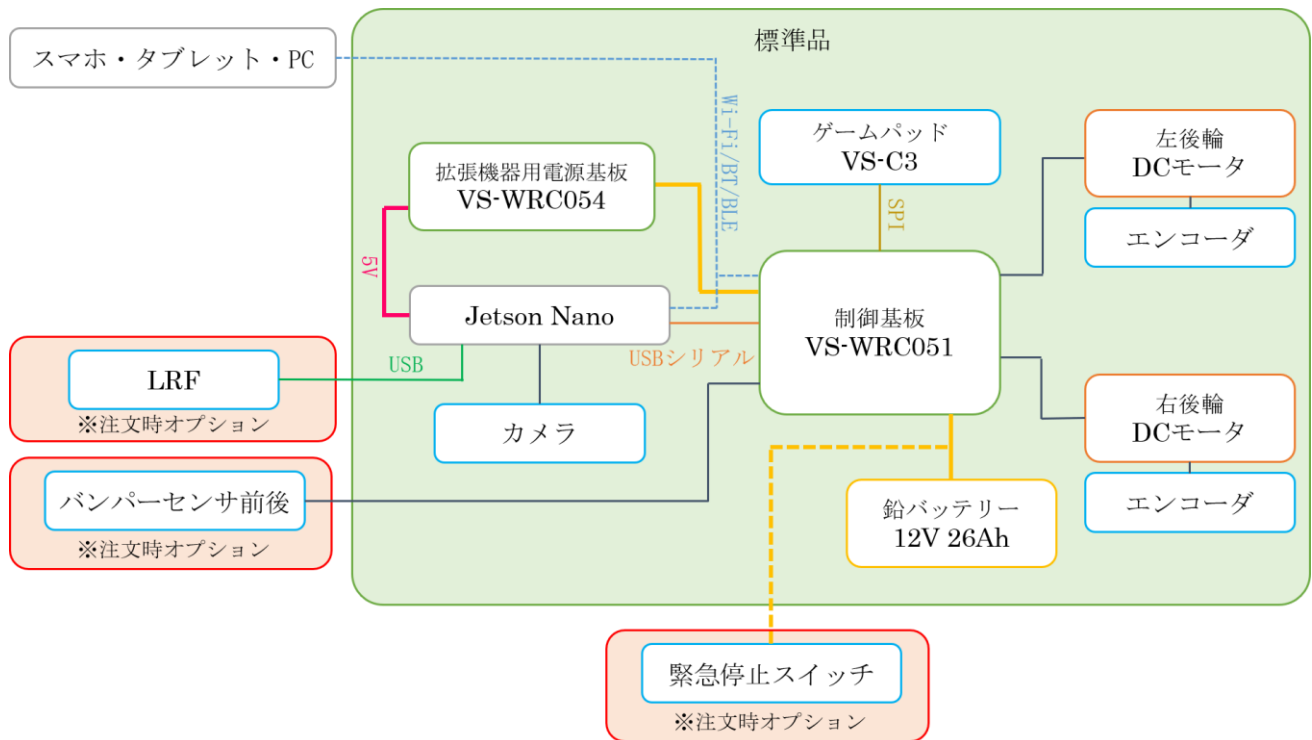 標準品
スマホ・タブレット・PC
Wi-Fi/BT/BLE
拡張機器用電源基板
VS-WRC054
ゲームパッド
VS-C3
SPI
左後輪
DCモータ
エンコーダ
5V
Jetson Nano
USBシリアル
制御基板
VS-WRC051
USB
LRF
※注文時オプション
カメラ
右後輪
DCモータ
エンコーダ
バンパーセンサ前後
※注文時オプション
鉛バッテリー
12V 26Ah
緊急停止スイッチ
※注文時オプション